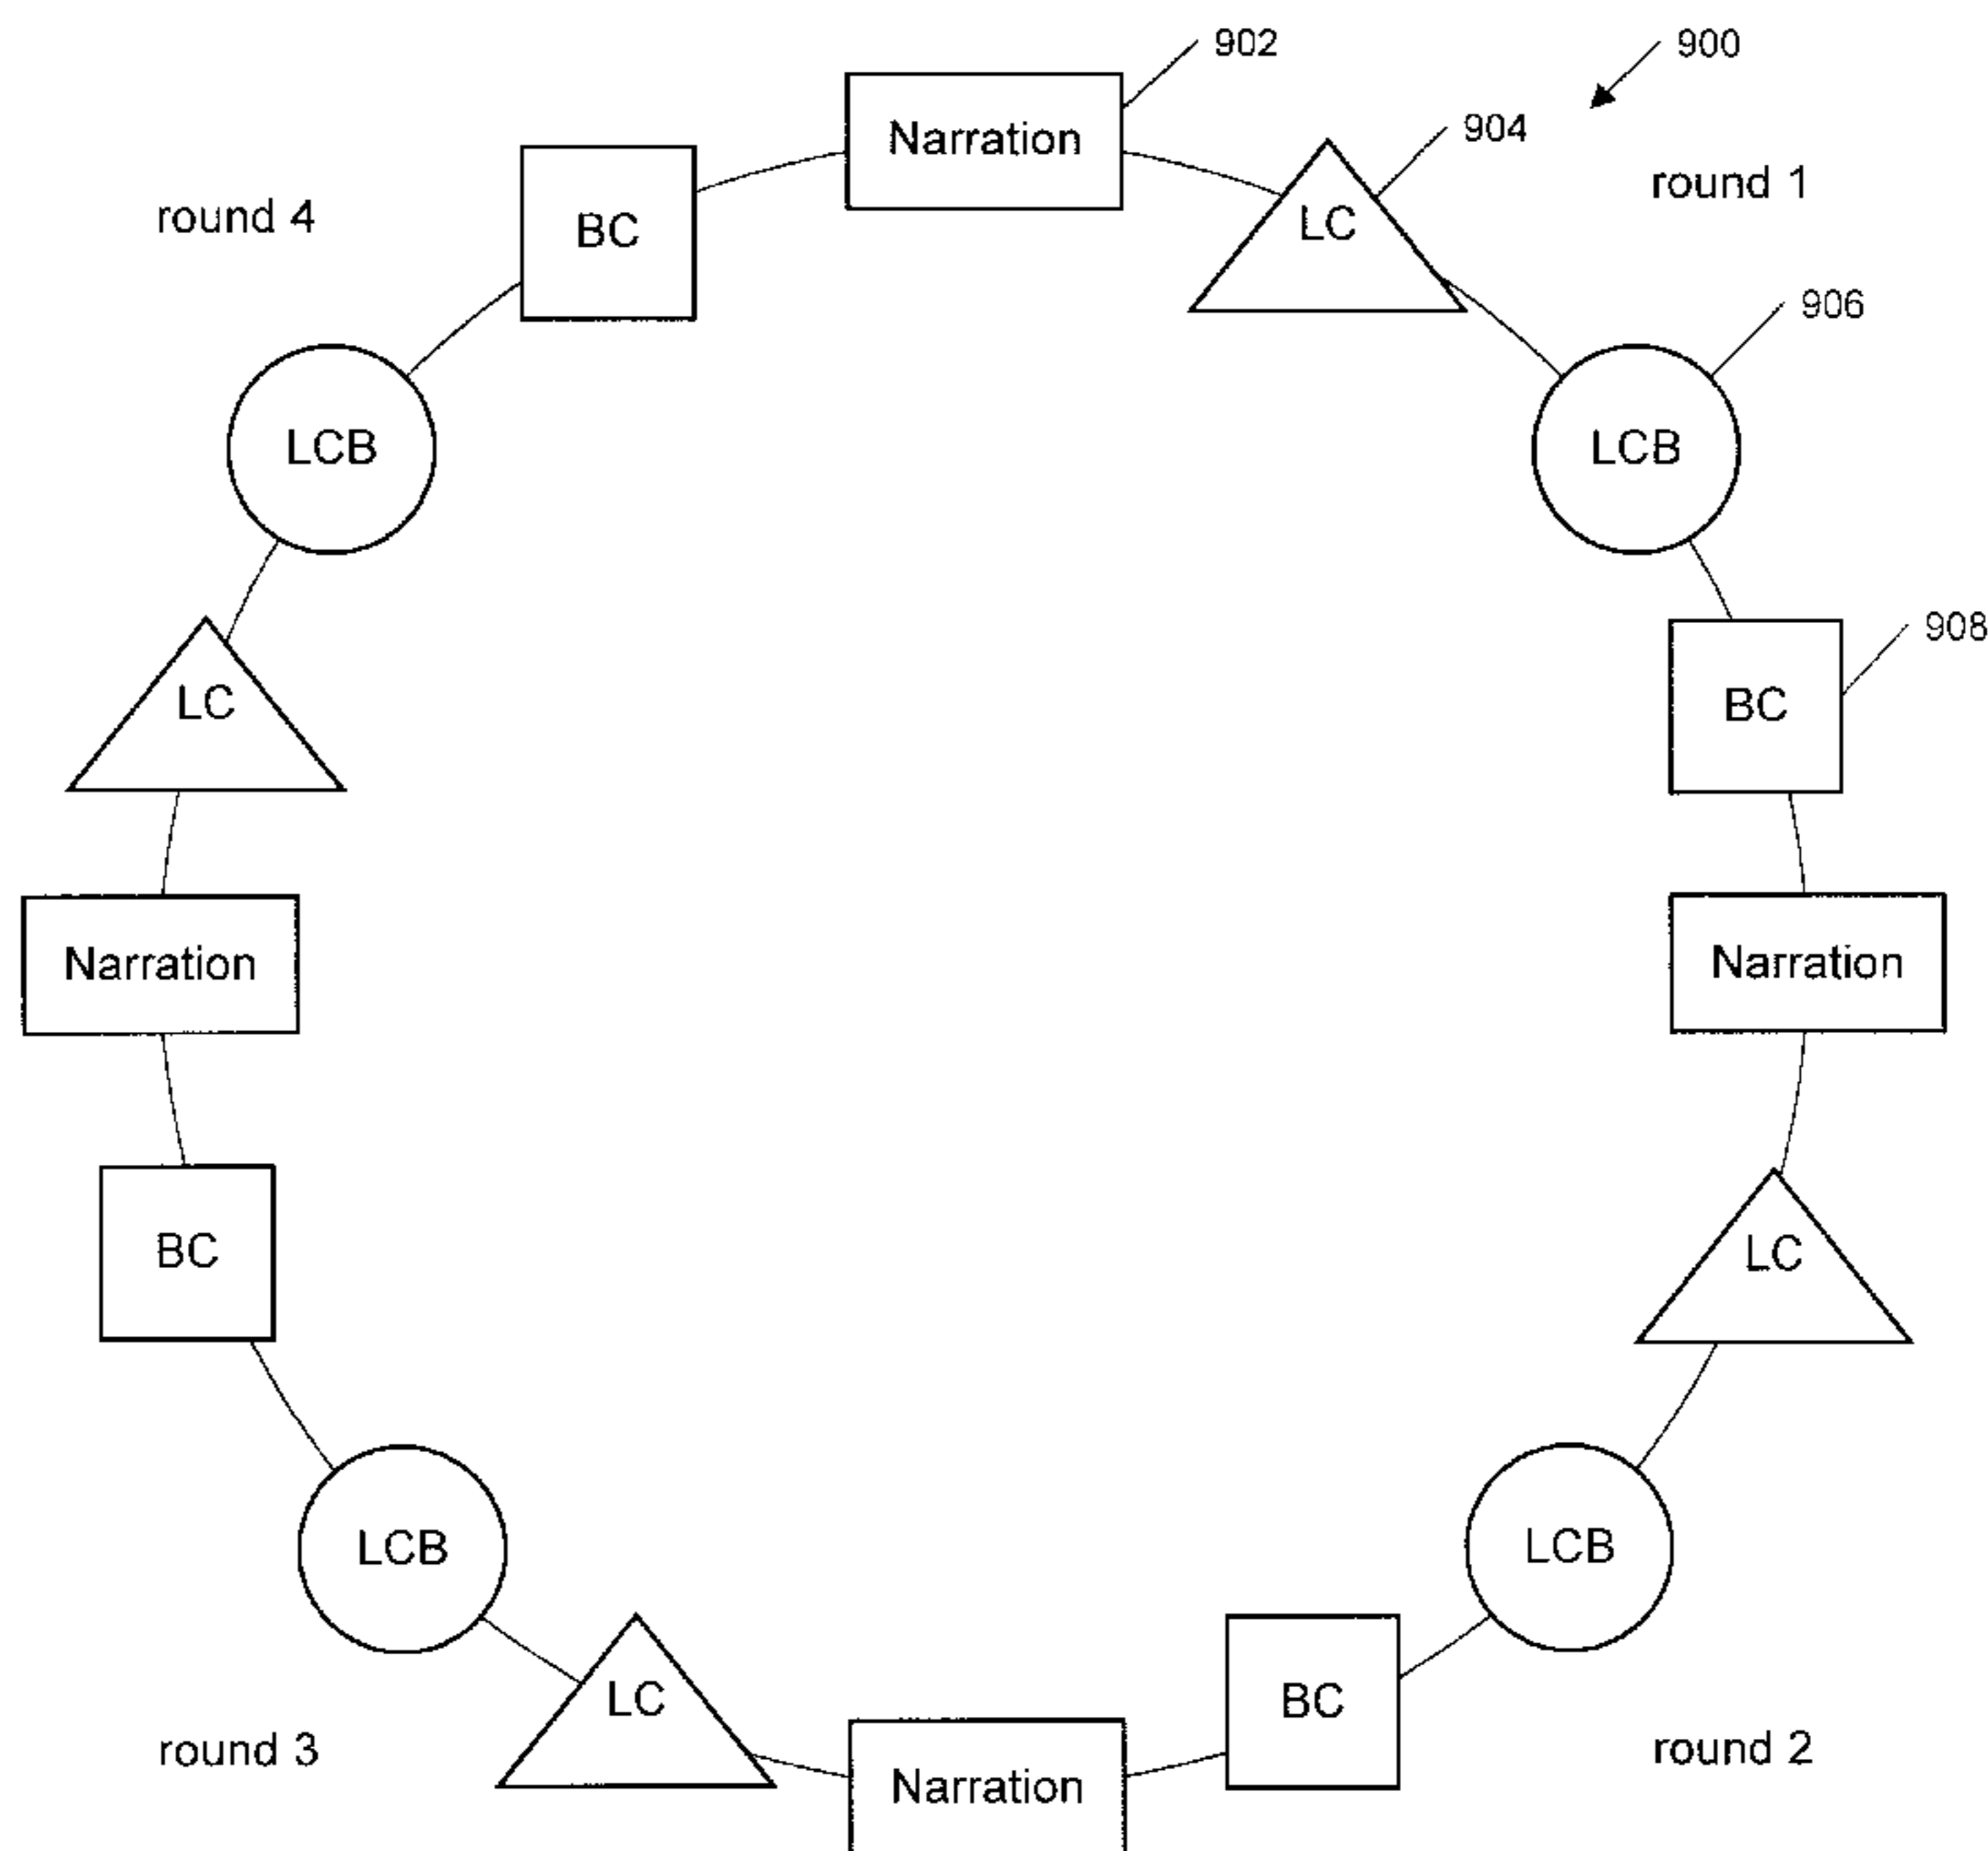 902
900
Narration
904
round 1
LC
round 4
BC
906
LCB
LCB
908
LC
BC
Narration
Narration
BC
LC
LCB
LCB
LC
BC
round 3
round 2
Narration